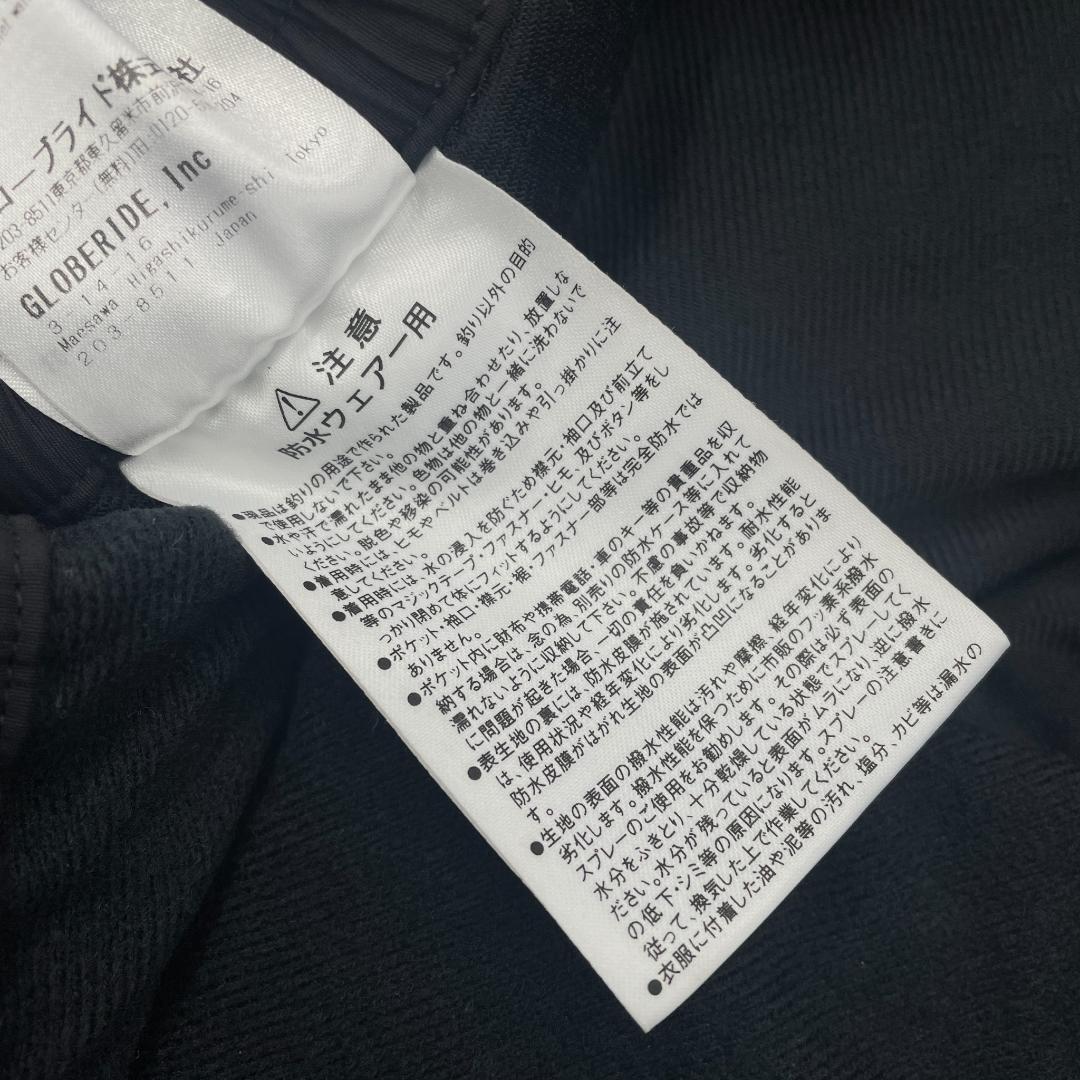 ローブライド株式 社
203-8511東京都東久留米市前沢
お客様センター(無料)TEL0120-
GLOBERIDE, Inc
3-14-16
Maesawa Higashikurume-shi Tokyo
203-8511 Japan
注意
防水ウェアー用
●現品は釣りの用途で作られた製品です。釣り以外の目的
で使用しないで下さい。
●水や汗で濡れたまま他の物と重ね合わせたり、放置しな
いようにしてください。色物は他の物と一緒に洗わないで
ください。脱色や移染の可能性があります。
●着用時には、ヒモやベルトは巻き込みや引っ掛かりに注
意してください。
●着用時には、水の浸入を防ぐため襟元・袖口及び前立て
等のマジックテープ・ファスナー・ヒモ、及びボタン等をし
っかり閉めて体にフィットするようにしてください。
●ポケット・袖口・襟元・裾・ファスナー部等は完全防水では
ありません。
●ポケット内に財布や携帯電話・車のキー等の貴重品を収
納する場合は、念の為、別売りの防水ケース等に入れて
濡れないように収納して下さい。不慮の事故等で収納物
に問題が起きた場合、一切の責任を負いかねます。
●表生地の裏には、防水皮膜が施されています。耐水性能
は、使用状況や経年変化により劣化します。劣化すると
防水皮膜がはがれ生地の表面が凸凹になることがありま
す。
●生地の表面の撥水性能は汚れや摩擦、経年変化により
劣化します。撥水性能を保つために市販のフッ素系撥水
スプレーのご使用をお勧めします。その際は必ず表面の
水分をふきとり、十分乾燥している状態でスプレーしてく
ださい。水分が残っていると表面がムラになり、逆に撥水
の低下・シミ等の原因になります。スプレーの注意書きに
従って、換気した上で作業してください。
●衣服に付着した油や泥等の汚れ、塩分、カビ等は漏水の